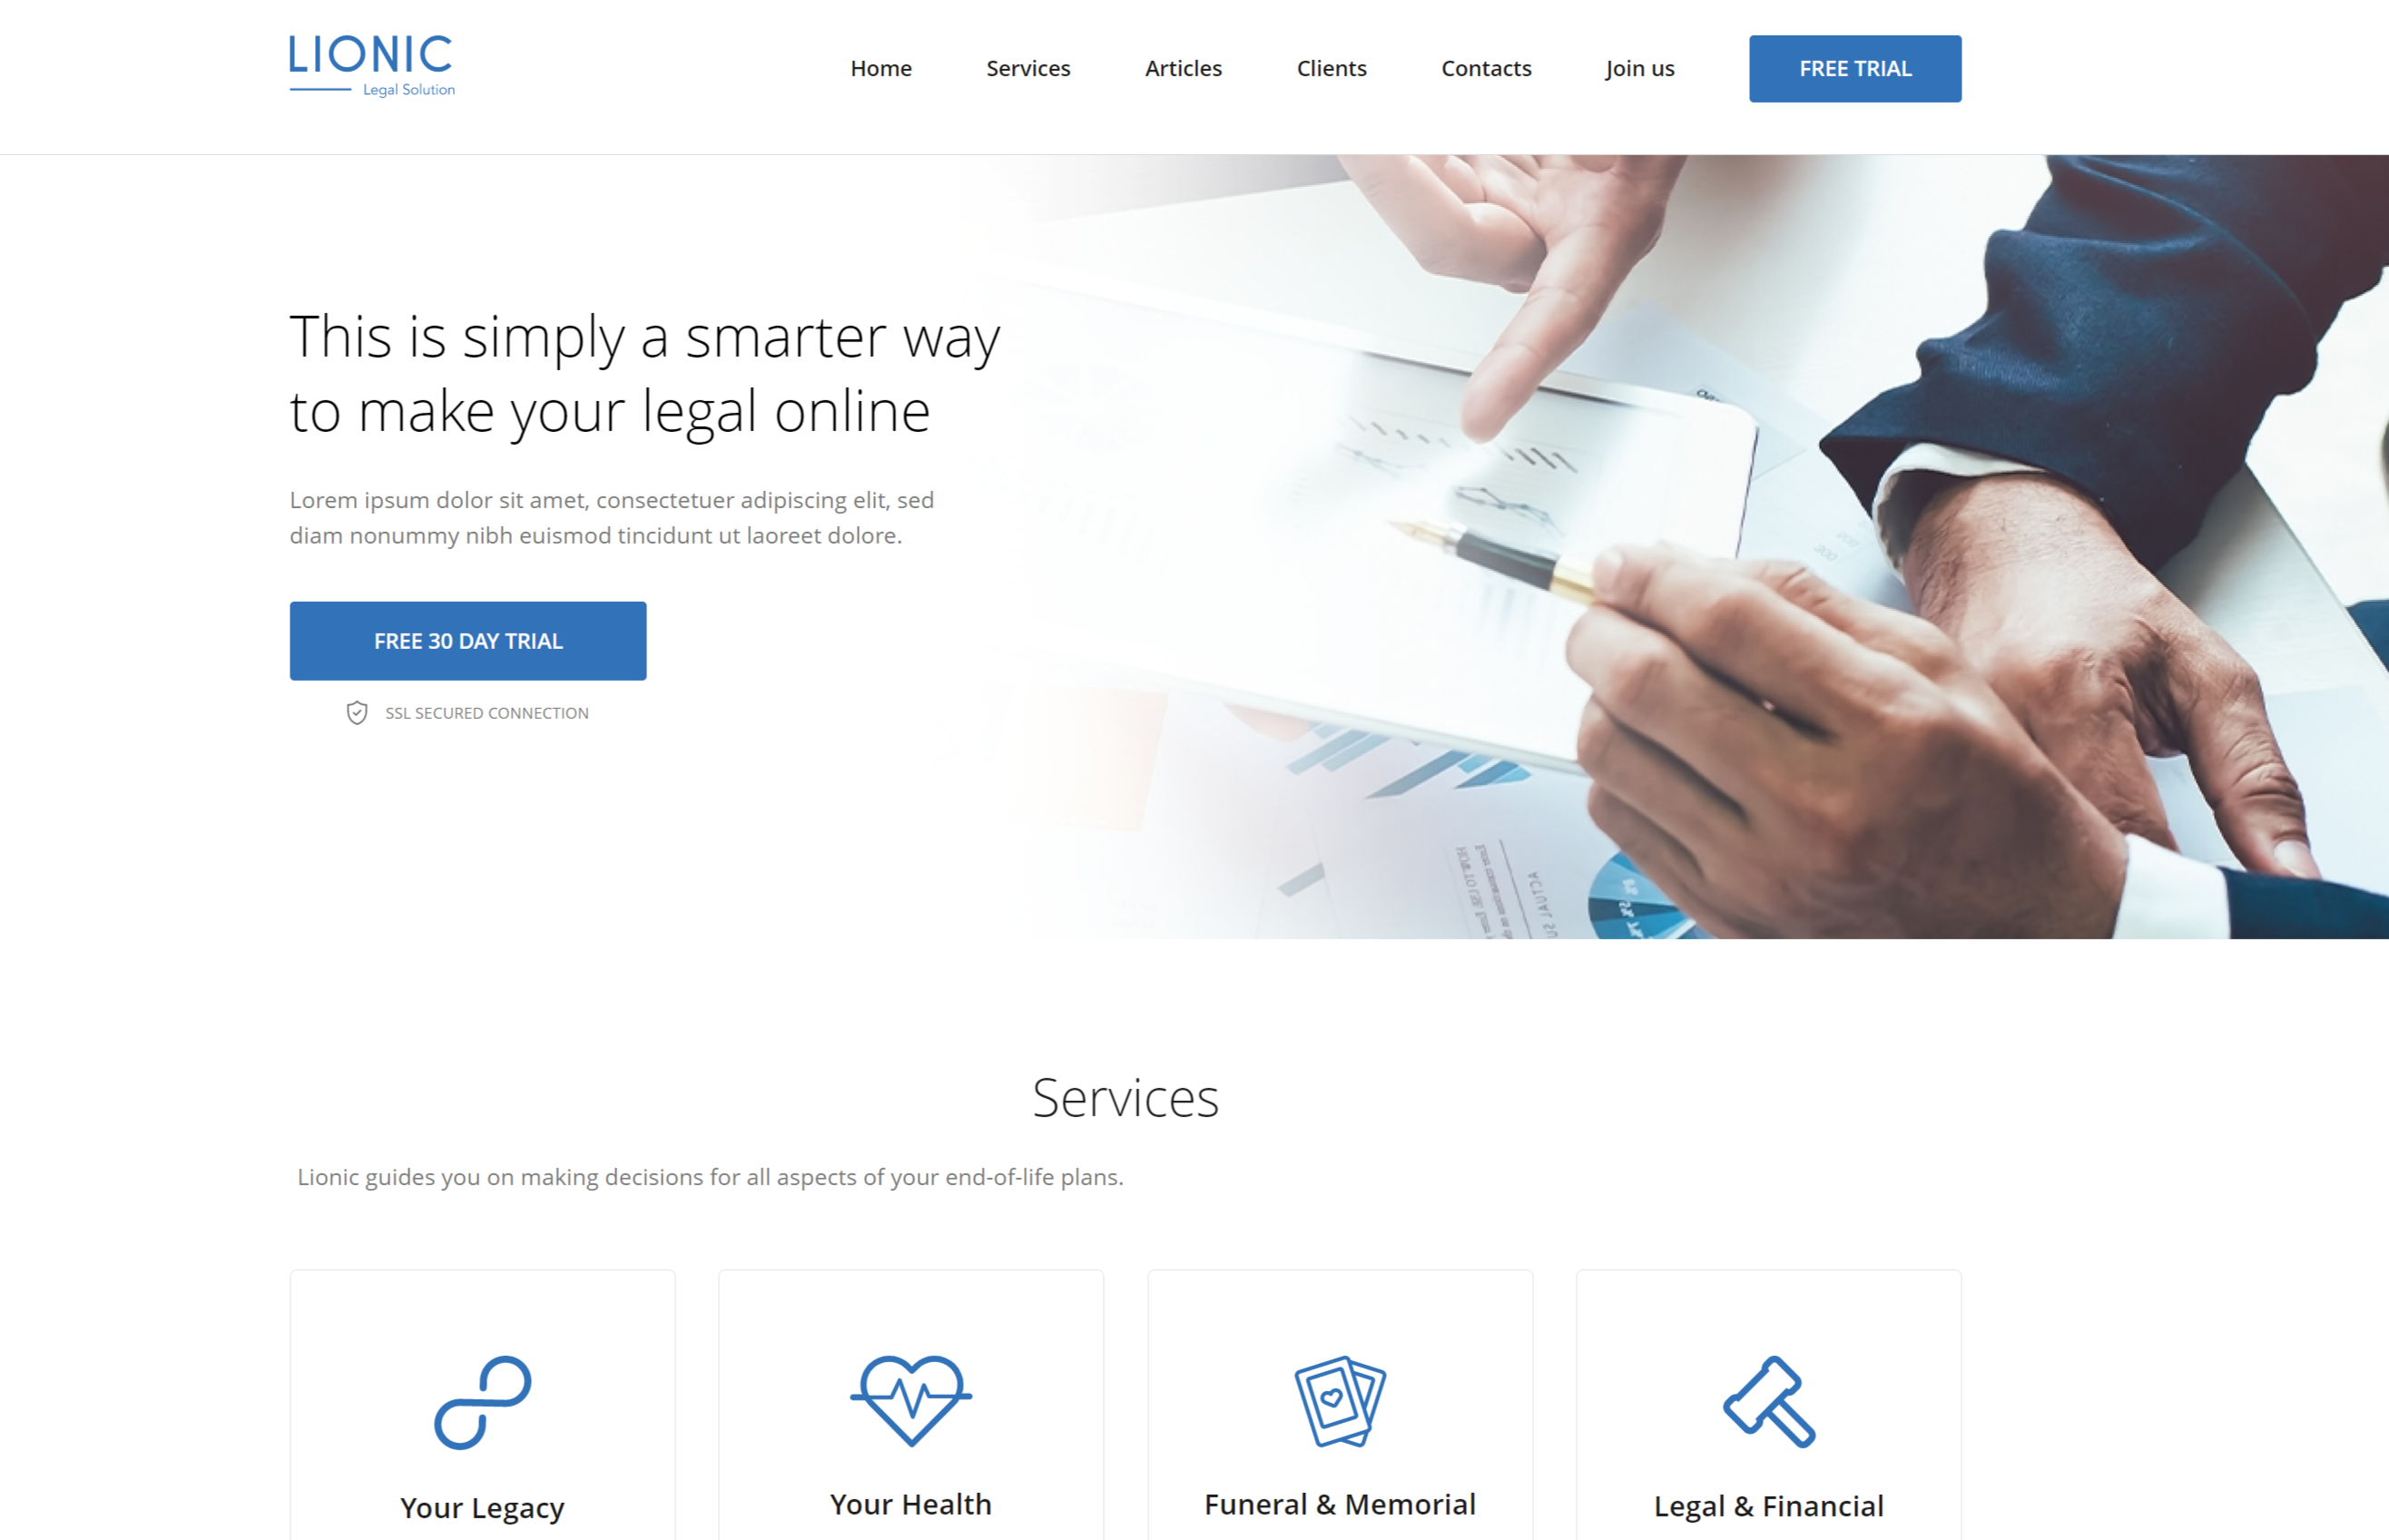 LIONIC
Legal Solution
Home Services Articles Clients Contacts Join us FREE TRIAL
This is simply a smarter way
to make your legal online
Lorem ipsum dolor sit amet, consectetuer adipiscing elit, sed
diam nonummy nibh euismod tincidunt ut laoreet dolore.
FREE 30 DAY TRIAL
SSL SECURED CONNECTION
Services
Lionic guides you on making decisions for all aspects of your end-of-life plans.
Your Legacy
Your Health
Funeral & Memorial
Legal & Financial